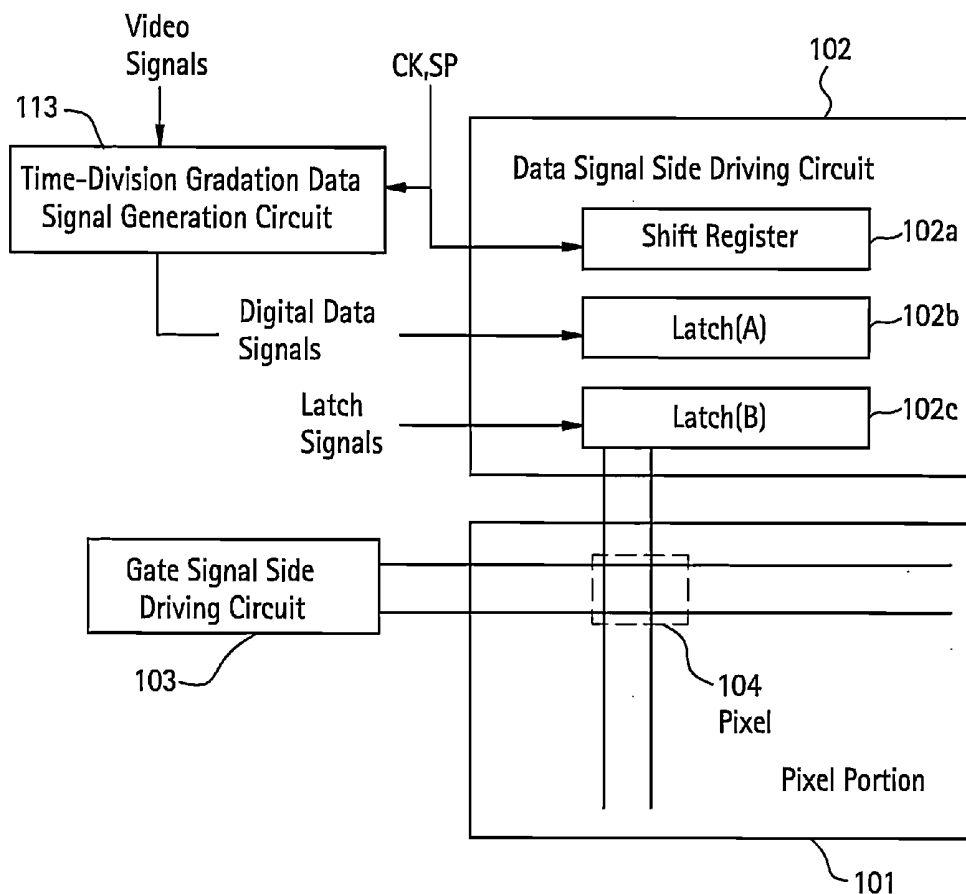 Video
Signals
CK,SP
102
113
Time-Division Gradation Data
Signal Generation Circuit
Data Signal Side Driving Circuit
Shift Register
102a
Digital Data
Signals
Latch(A)
102b
Latch
Signals
Latch(B)
102c
Gate Signal Side
Driving Circuit
103
104
Pixel
Pixel Portion
101